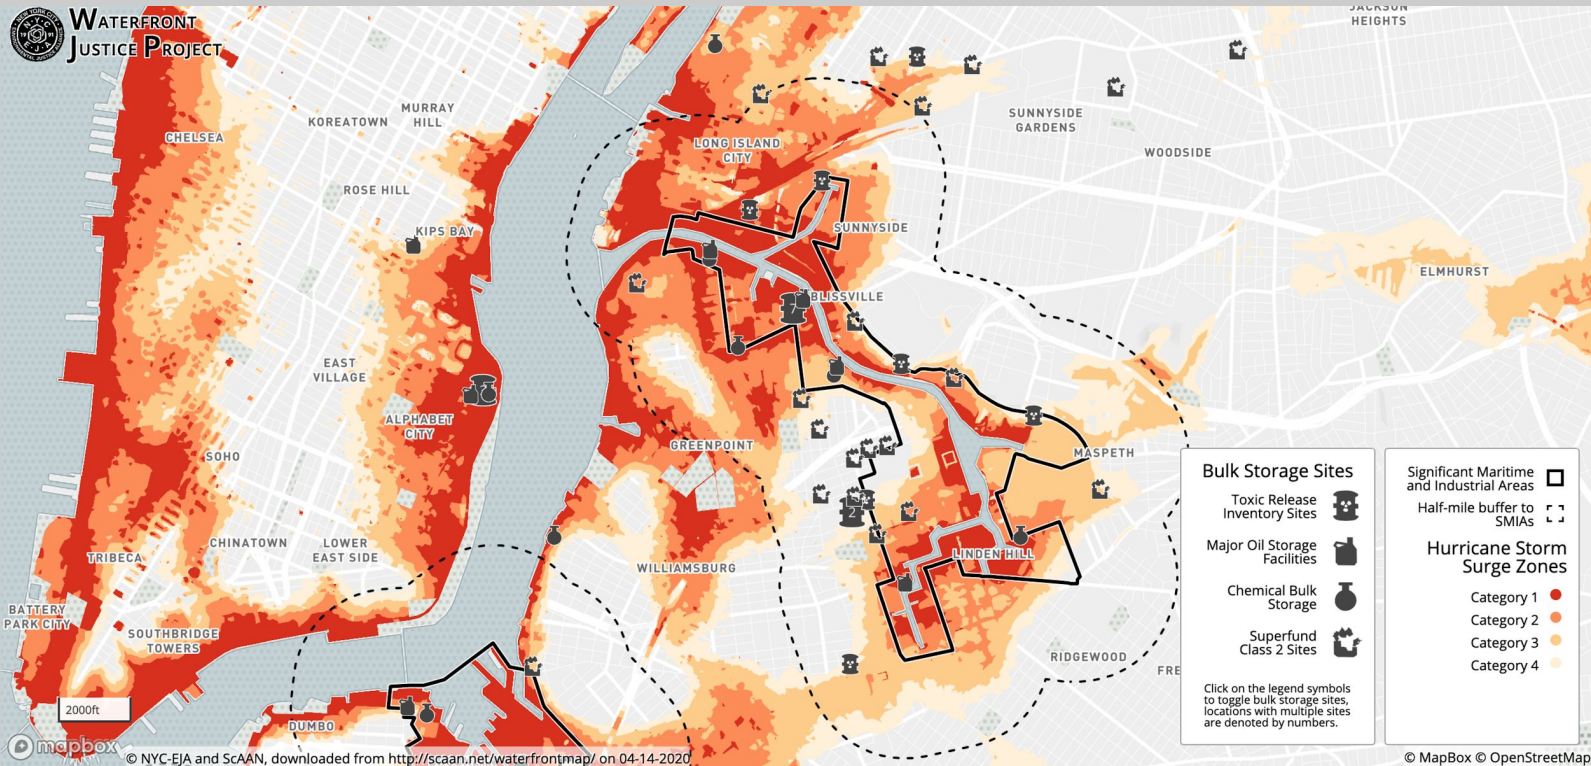 WATERFRONT
JUSTICE PROJECT
JACKSON
HEIGHTS
MURRAY
HILL
KOREATOWN
CHELSEA
SUNNYSIDE
GARDENS
LONG ISLAND
CITY
WOODSIDE
ROSE HILL
KIPS BAY
SUNNYSIDE
ELMHURST
BLISSVILLE
EAST
VILLAGE
ALPHABET
CITY
GREENPOINT
MASPETH
SOHO
7
2
CHINATOWN
LOWER
EAST SIDE
TRIBECA
LINDEN HILL
WILLIAMSBURG
BATTERY
PARK CITY
SOUTHBRIDGE
TOWERS
RIDGEWOOD
FRE
DUMBO
2000ft
mapbox
© NYC-EJA and ScAAN, downloaded from http://scaan.net/waterfrontmap/ on 04-14-2020
Bulk Storage Sites
Toxic Release
Inventory Sites
Major Oil Storage
Facilities
Chemical Bulk
Storage
Superfund
Class 2 Sites
Click on the legend symbols
to toggle bulk storage sites,
locations with multiple sites
are denoted by numbers.
Significant Maritime
and Industrial Areas
Half-mile buffer to
SMIAs
Hurricane Storm
Surge Zones
Category 1
Category 2
Category 3
Category 4
© MapBox © OpenStreetMap